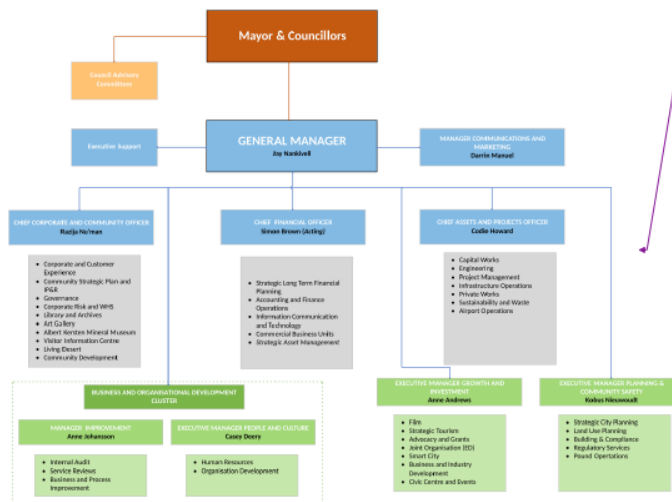 Mayor & Councillors
Council Advisory
Committees
Executive Support
GENERAL MANAGER
Jay Nankivell
MANAGER COMMUNICATIONS AND
MARKETING
Darrin Manuel
CHIEF CORPORATE AND COMMUNITY OFFICER
Razija Nu'man
CHIEF FINANCIAL OFFICER
Simon Brown (Acting)
CHIEF ASSETS AND PROJECTS OFFICER
Codie Howard
• Corporate and Customer
Experience
• Community Strategic Plan and
IP&R
• Governance
• Corporate Risk and WHS
• Library and Archives
• Art Gallery
• Albert Kersten Mineral Museum
• Visitor Information Centre
• Living Desert
• Community Development
• Strategic Long Term Financial
Planning
• Accounting and Finance
Operations
• Information Communication
and Technology
• Commercial Business Units
• Strategic Asset Management
• Capital Works
• Engineering
• Project Management
• Infrastructure Operations
• Private Works
• Sustainability and Waste
• Airport Operations
BUSINESS AND ORGANISATIONAL DEVELOPMENT
CLUSTER
MANAGER IMPROVEMENT
Anne Johansson
EXECUTIVE MANAGER PEOPLE AND CULTURE
Casey Deery
• Internal Audit
• Service Reviews
• Business and Process
Improvement
• Human Resources
• Organisation Development
EXECUTIVE MANAGER GROWTH AND
INVESTMENT
Anne Andrews
• Film
• Strategic Tourism
• Advocacy and Grants
• Joint Organisation (ED)
• Smart City
• Business and Industry
Development
• Civic Centre and Events
EXECUTIVE MANAGER PLANNING &
COMMUNITY SAFETY
Kobus Nieuwoudt
• Strategic City Planning
• Land Use Planning
• Building & Compliance
• Regulatory Services
• Pound Opertations